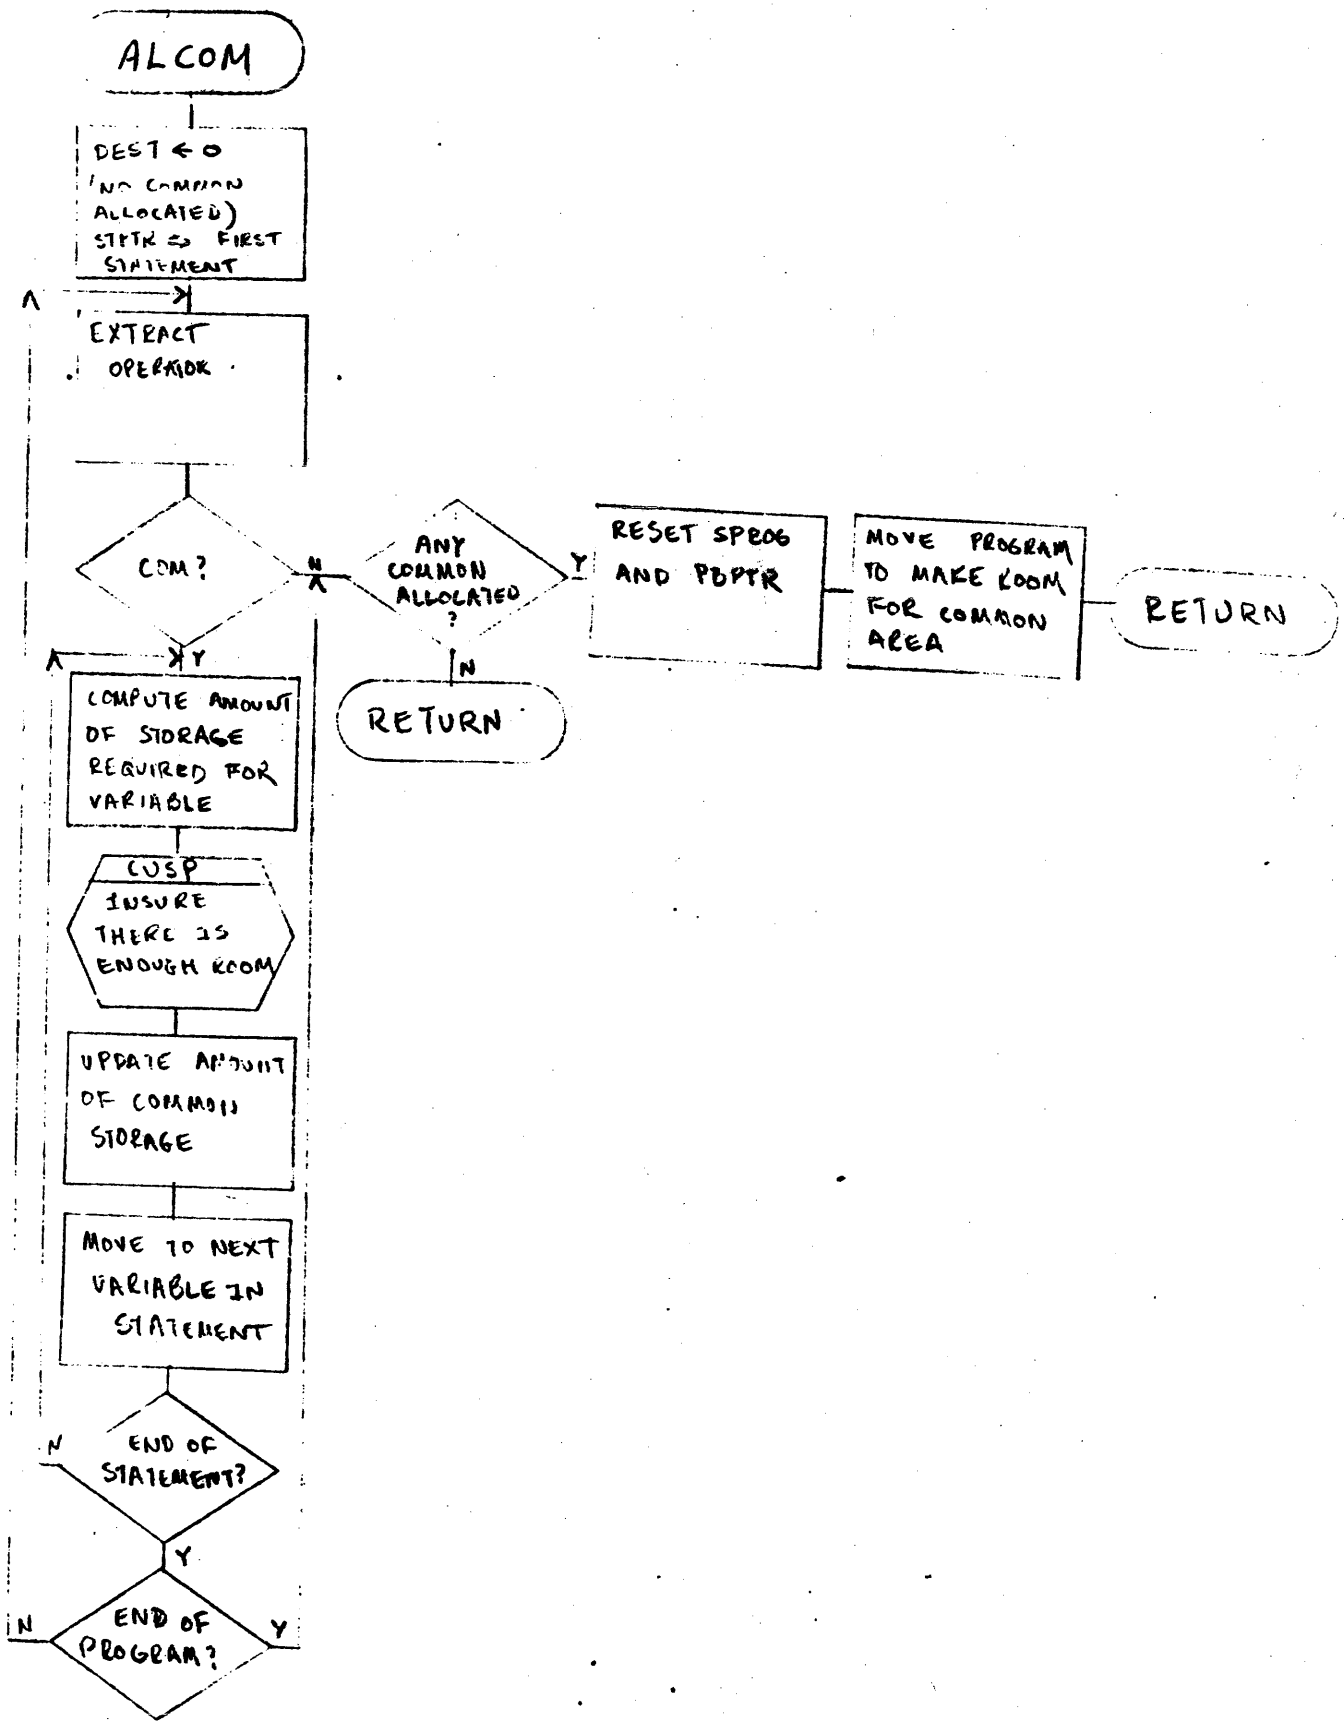 ALCOM
DEST ← 0
(NO COMMON
ALLOCATED)
STPTR => FIRST
STATEMENT
EXTRACT
OPERATOR
COM?
N
Y
ANY
COMMON
ALLOCATED
?
Y
N
RETURN
RESET SPROG
AND PBPTR
MOVE PROGRAM
TO MAKE ROOM
FOR COMMON
AREA
RETURN
COMPUTE AMOUNT
OF STORAGE
REQUIRED FOR
VARIABLE
CUSP
INSURE
THERE IS
ENOUGH ROOM
UPDATE AMOUNT
OF COMMON
STORAGE
MOVE TO NEXT
VARIABLE IN
STATEMENT
END OF
STATEMENT?
N
Y
END OF
PROGRAM?
N
Y